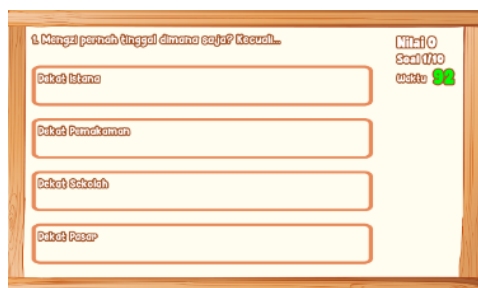 1. Mengzi pernah tinggal dimana saja? Kecuali...
Nilai 0
Soal 1/10
Waktu 92
Dekat Istana
Dekat Pemakaman
Dekat Sekolah
Dekat Pasar